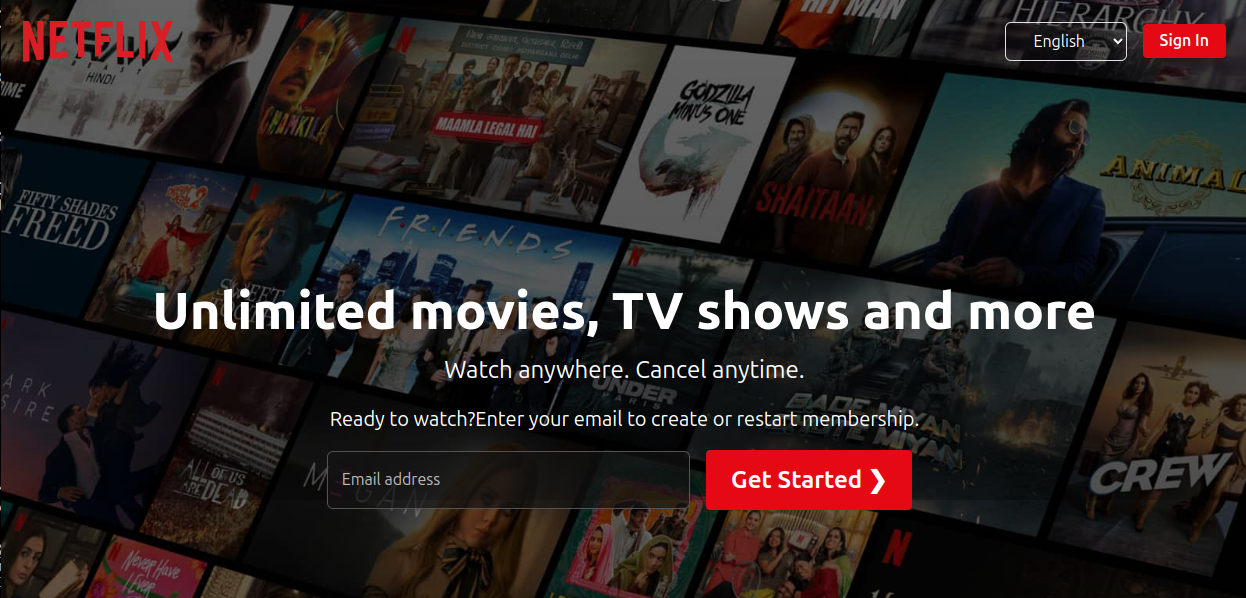 NETFLIX
English
Sign In
HIT MAN
HIERARCHY
HINDI
CHAMKILA
MAAMLA LEGAL HAI
GODZILLA
MINUS ONE
SHAITAAN
ANIMAL
FIFTY SHADES
FREED
FRIENDS
Unlimited movies, TV shows and more
Watch anywhere. Cancel anytime.
UNDER
PARIS
BADE MIYAN
Ready to watch?Enter your email to create or restart membership.
ALL OF US
ARE DEAD
M3GAN
CREW
Email address
Get Started ❯
Never Have
I Ever